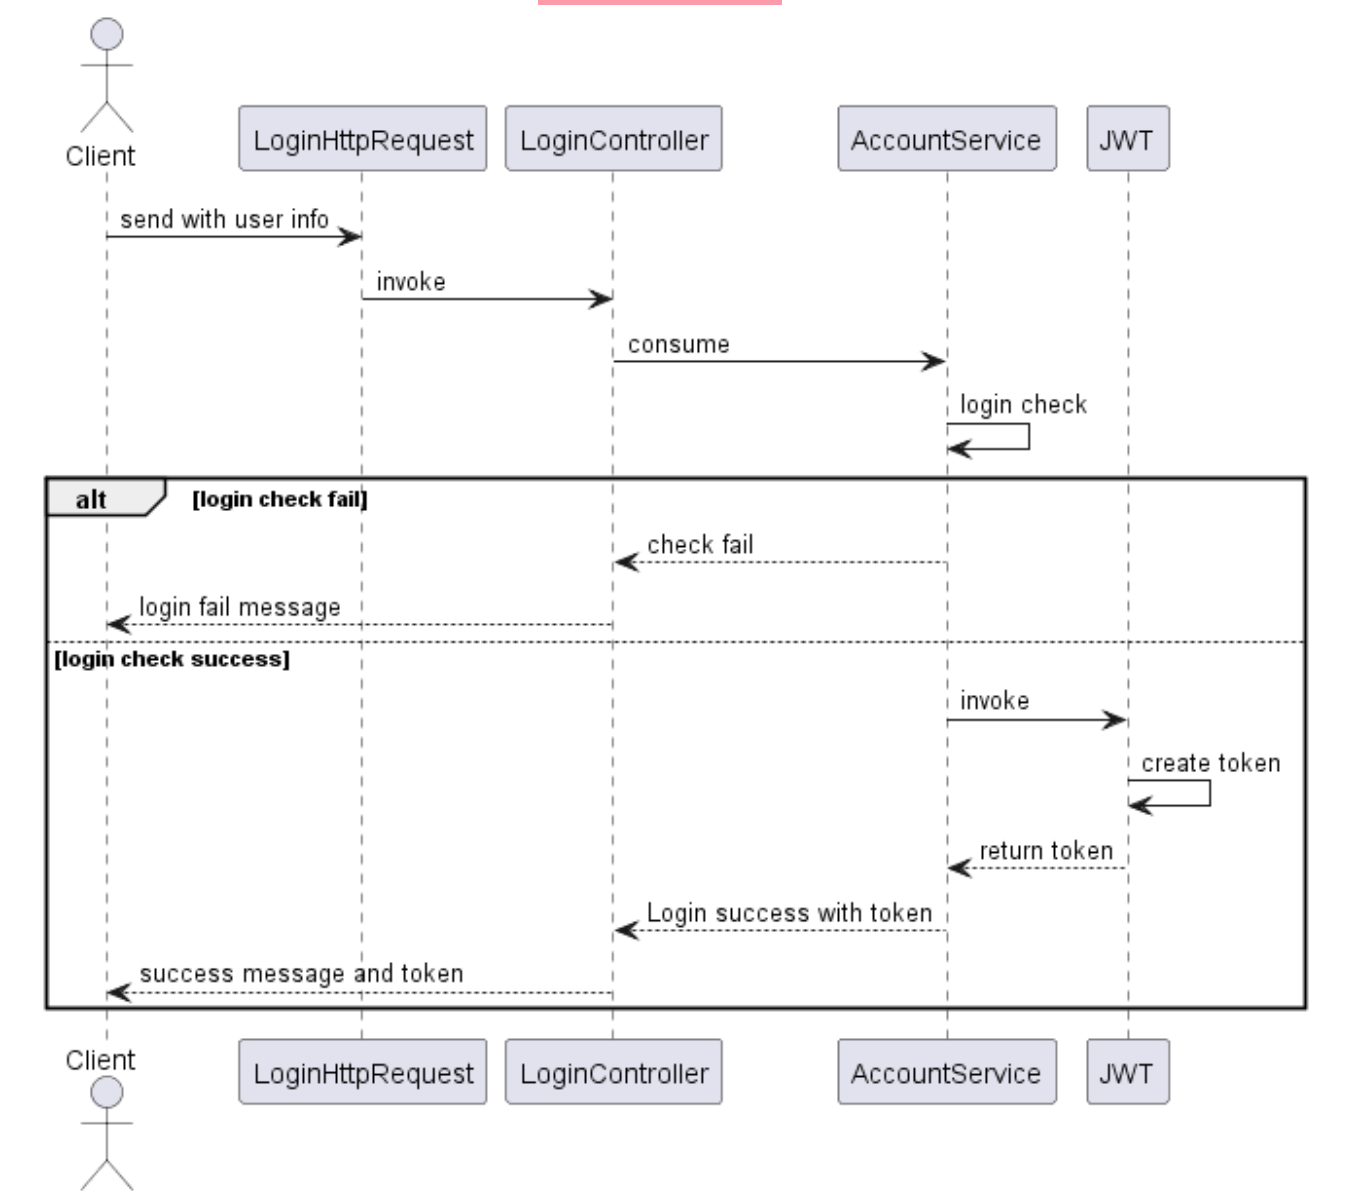 Client
LoginHttpRequest
LoginController
AccountService
JWT
send with user info
invoke
consume
login check
alt
[login check fail]
check fail
login fail message
[login check success]
invoke
create token
return token
Login success with token
success message and token
Client
LoginHttpRequest
LoginController
AccountService
JWT